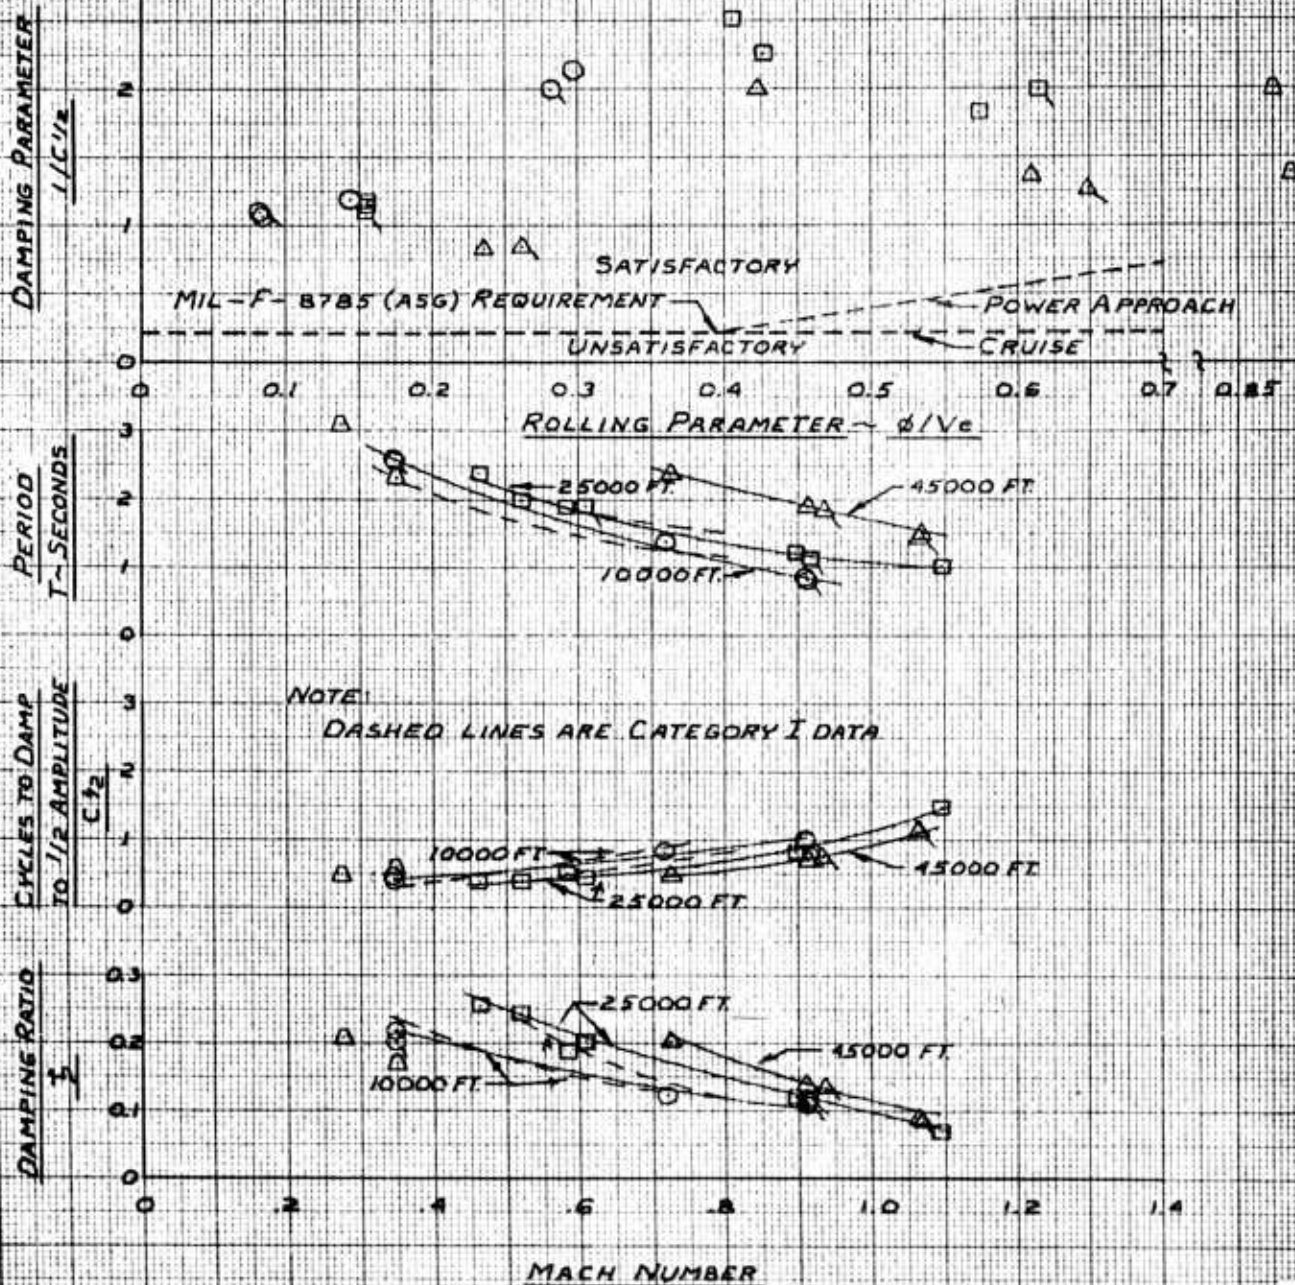 DAMPING PARAMETER
1/C 1/2
2
1
0
SATISFACTORY
MIL-F-8785 (ASG) REQUIREMENT
POWER APPROACH
UNSATISFACTORY
CRUISE
0 0.1 0.2 0.3 0.4 0.5 0.6 0.7 0.85
ROLLING PARAMETER ~ φ/Ve
PERIOD
T~SECONDS
3
2
1
0
25000 FT.
45000 FT.
10000 FT.
CYCLES TO DAMP
TO 1/2 AMPLITUDE
C 1/2
3
2
1
0
NOTE:
DASHED LINES ARE CATEGORY I DATA
10000 FT
45000 FT.
25000 FT.
DAMPING RATIO
0.3
0.2
0.1
0
25000 FT.
45000 FT.
10000 FT.
0 .2 .4 .6 .8 1.0 1.2 1.4
MACH NUMBER